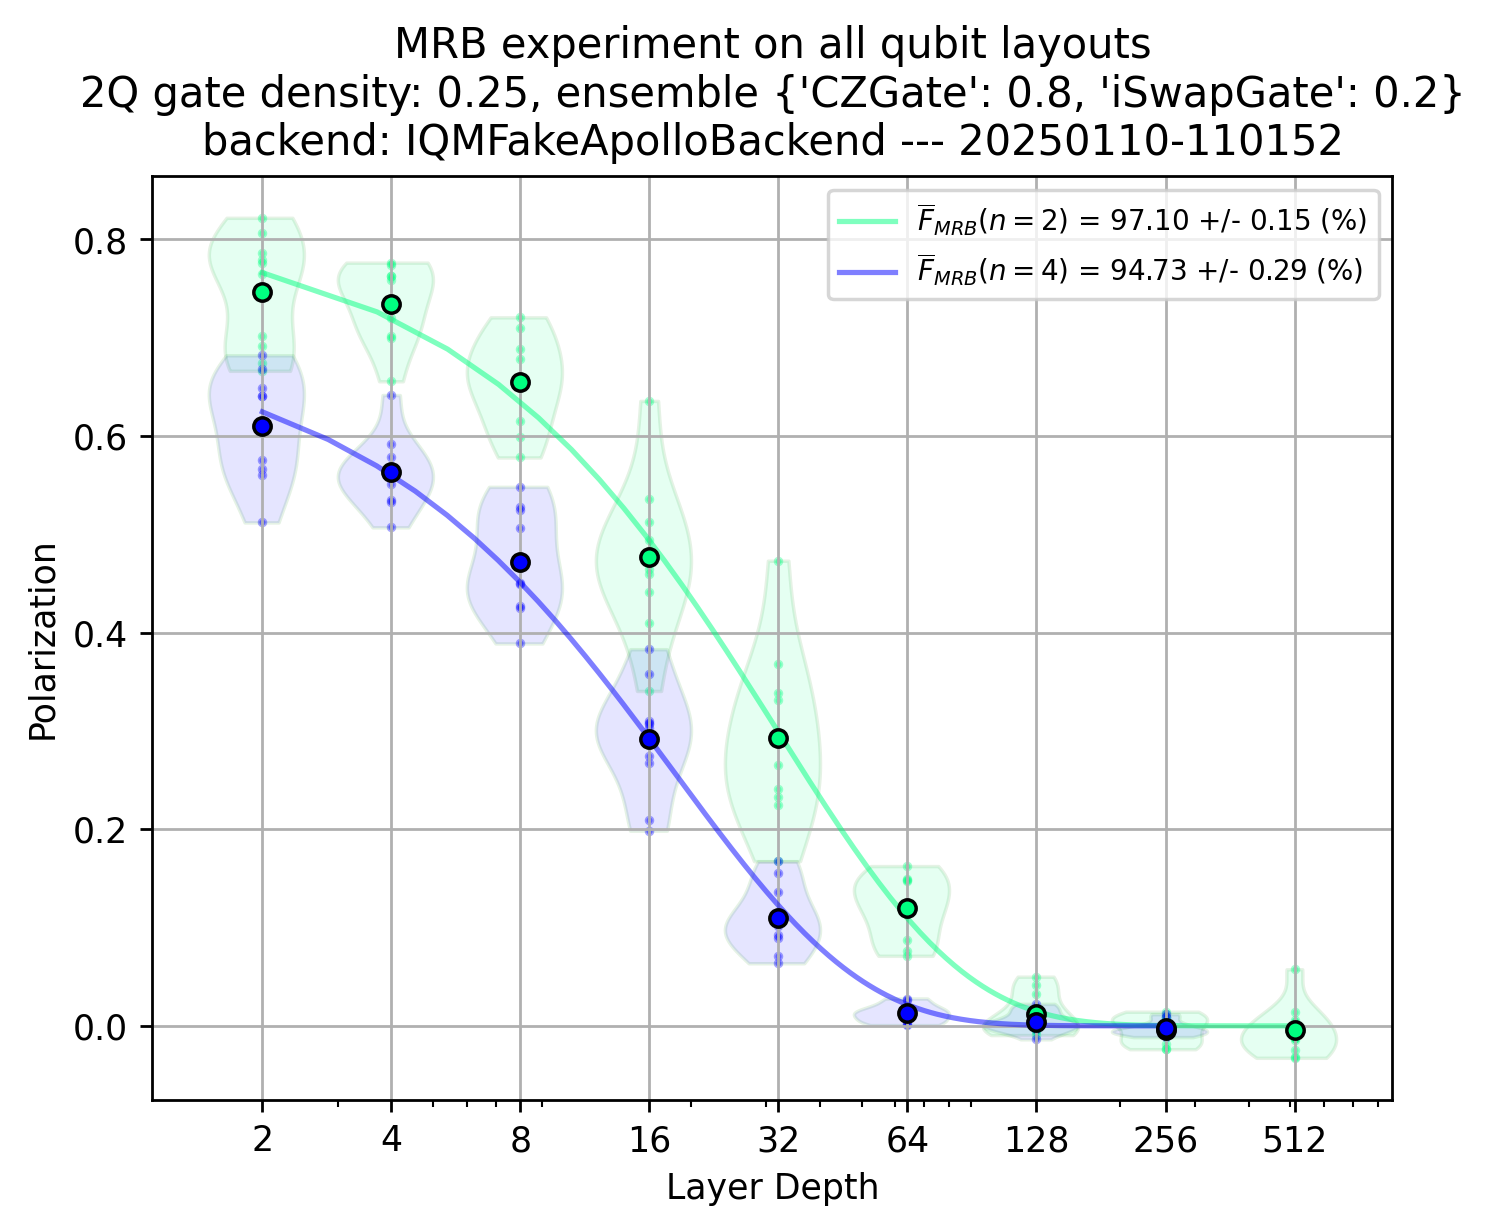 MRB experiment on all qubit layouts
2Q gate density: 0.25, ensemble {'CZGate': 0.8, 'iSwapGate': 0.2}
backend: IQMFakeApolloBackend --- 20250110-110152
F̅_MRB(n = 2) = 97.10 +/- 0.15 (%)
F̅_MRB(n = 4) = 94.73 +/- 0.29 (%)
Polarization
0.8
0.6
0.4
0.2
0.0
2 4 8 16 32 64 128 256 512
Layer Depth